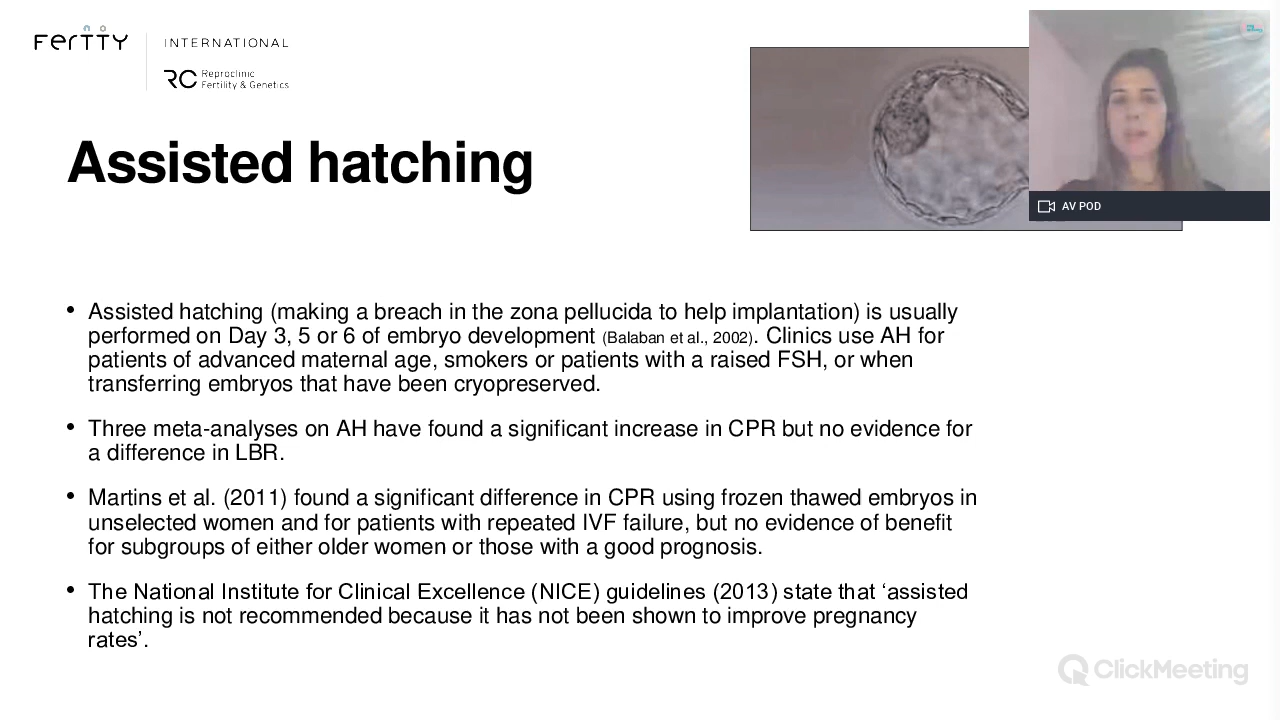 FERTTY
INTERNATIONAL
RC Reproclinic
Fertility & Genetics
AV POD
Assisted hatching
• Assisted hatching (making a breach in the zona pellucida to help implantation) is usually
performed on Day 3, 5 or 6 of embryo development (Balaban et al., 2002). Clinics use AH for
patients of advanced maternal age, smokers or patients with a raised FSH, or when
transferring embryos that have been cryopreserved.
• Three meta-analyses on AH have found a significant increase in CPR but no evidence for
a difference in LBR.
• Martins et al. (2011) found a significant difference in CPR using frozen thawed embryos in
unselected women and for patients with repeated IVF failure, but no evidence of benefit
for subgroups of either older women or those with a good prognosis.
• The National Institute for Clinical Excellence (NICE) guidelines (2013) state that ‘assisted
hatching is not recommended because it has not been shown to improve pregnancy
rates’.
ClickMeeting